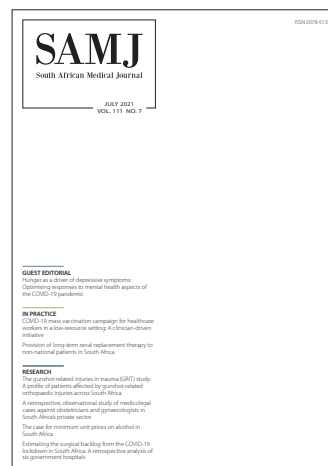 ISSN 2078-513
SAMJ
South African Medical Journal
JULY 2021
VOL. 111 NO. 7
GUEST EDITORIAL
Hunger as a driver of depressive symptoms:
Optimising responses to mental health aspects of
the COVID-19 pandemic
IN PRACTICE
COVID-19 mass vaccination campaign for healthcare
workers in a low-resource setting: A clinician-driven
initiative
Provision of long-term renal replacement therapy to
non-national patients in South Africa
RESEARCH
The gunshot-related injuries in trauma (GRIT) study:
A profile of patients affected by gunshot-related
orthopaedic injuries across South Africa
A retrospective, observational study of medicolegal
cases against obstetricians and gynaecologists in
South Africa's private sector
The case for minimum unit prices on alcohol in
South Africa
Estimating the surgical backlog from the COVID-19
lockdown in South Africa: A retrospective analysis of
six government hospitals